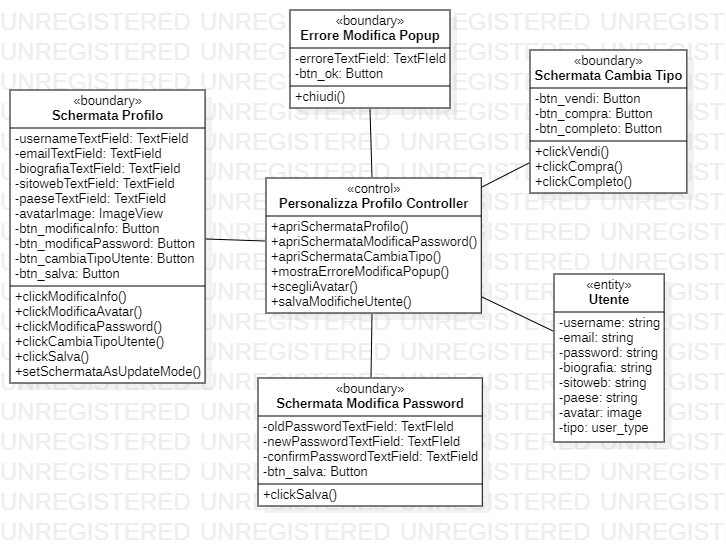 «boundary»
Errore Modifica Popup
-erroreTextField: TextField
-btn_ok: Button
+chiudi()
«boundary»
Schermata Cambia Tipo
-btn_vendi: Button
-btn_compra: Button
-btn_completo: Button
+clickVendi()
+clickCompra()
+clickCompleto()
«boundary»
Schermata Profilo
-usernameTextField: TextField
-emailTextField: TextField
-biografiaTextField: TextField
-sitowebTextField: TextField
-paeseTextField: TextField
-avatarImage: ImageView
-btn_modificaInfo: Button
-btn_modificaPassword: Button
-btn_cambiaTipoUtente: Button
-btn_salva: Button
+clickModificaInfo()
+clickModificaAvatar()
+clickModificaPassword()
+clickCambiaTipoUtente()
+clickSalva()
+setSchermataAsUpdateMode()
«control»
Personalizza Profilo Controller
+apriSchermataProfilo()
+apriSchermataModificaPassword()
+apriSchermataCambiaTipo()
+mostraErroreModificaPopup()
+scegliAvatar()
+salvaModificheUtente()
«entity»
Utente
-username: string
-email: string
-password: string
-biografia: string
-sitoweb: string
-paese: string
-avatar: image
-tipo: user_type
«boundary»
Schermata Modifica Password
-oldPasswordTextField: TextField
-newPasswordTextField: TextField
-confirmPasswordTextField: TextField
-btn_salva: Button
+clickSalva()
UNREGISTERED